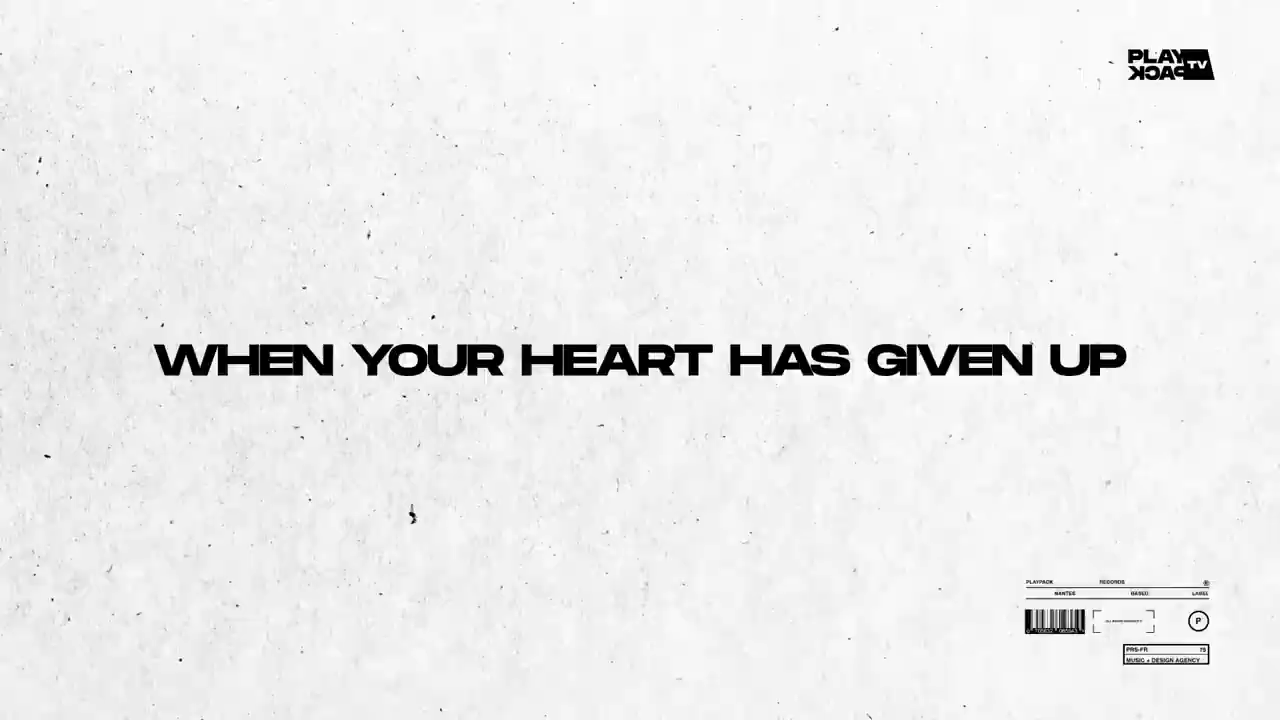 PLAY
PACK
TV
WHEN YOUR HEART HAS GIVEN UP
PLAYPACK RECORDS ®
NANTES BASED LABEL
P
PRS-FR 75
MUSIC + DESIGN AGENCY